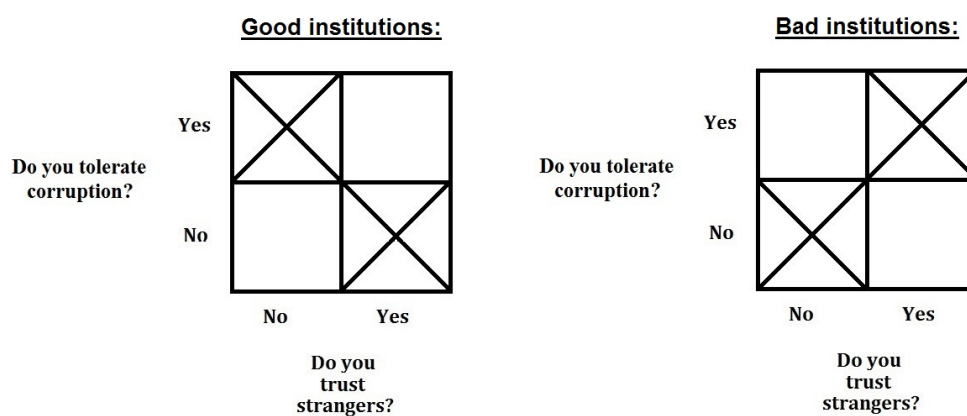 Good institutions:
Yes
Do you tolerate
corruption?
No
No
Yes
Do you
trust
strangers?
Bad institutions:
Yes
Do you tolerate
corruption?
No
No
Yes
Do you
trust
strangers?